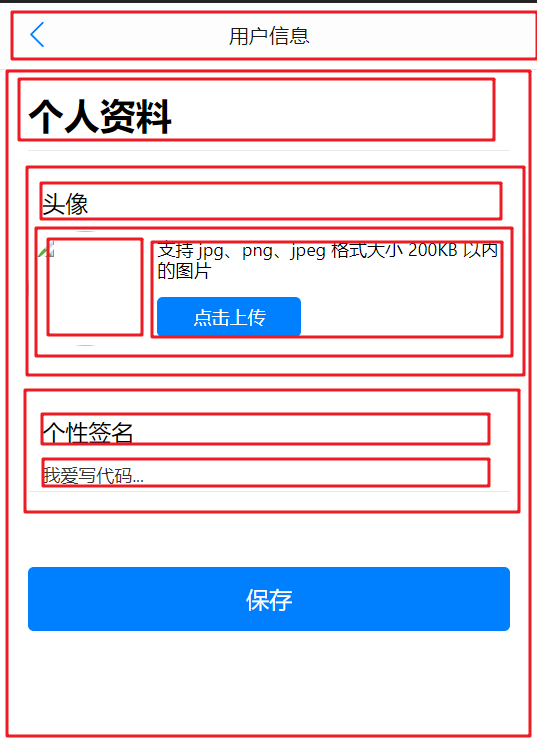 用户信息
个人资料
头像
支持 jpg、png、jpeg 格式大小 200KB 以内
的图片
点击上传
个性签名
我爱写代码...
保存